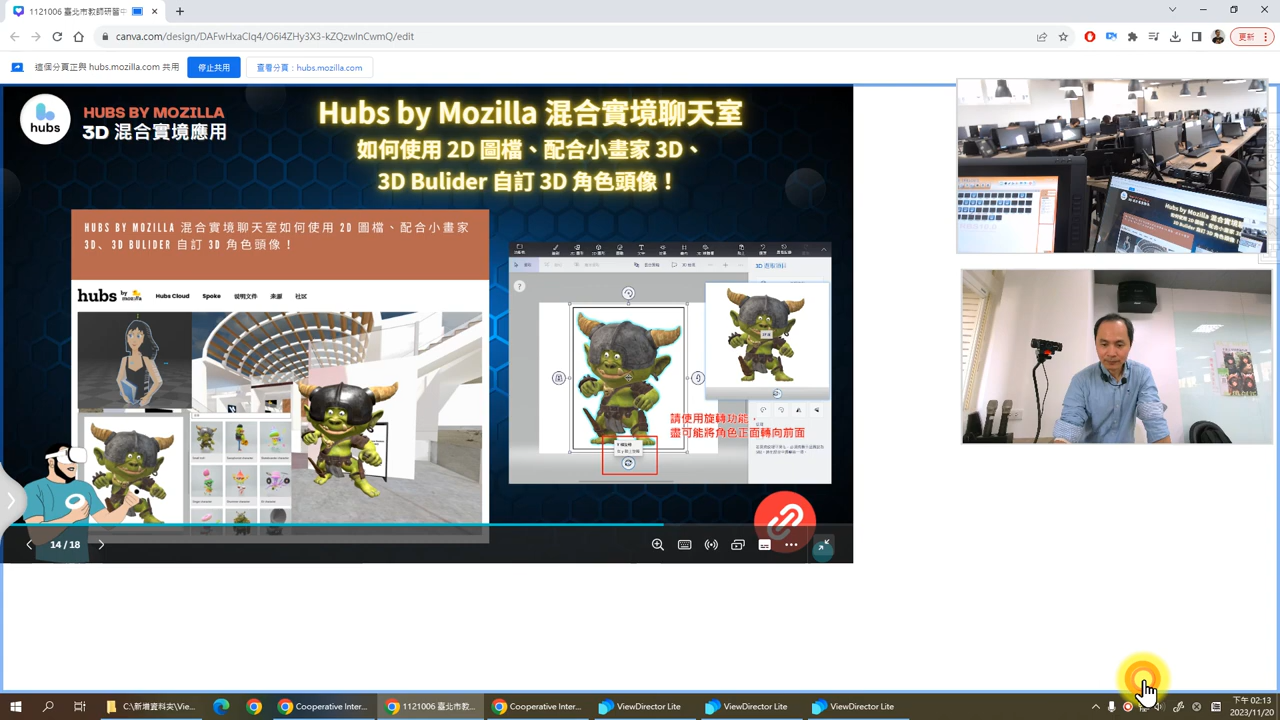 1121006 臺北市教師研習中
canva.com/design/DAFwHxaCIq4/O6i4ZHy3X3-kZQzwInCwmQ/edit
更新
這個分頁正與 hubs.mozilla.com 共用
停止共用
查看分頁：hubs.mozilla.com
hubs
HUBS BY MOZILLA
3D 混合實境應用
Hubs by Mozilla 混合實境聊天室
如何使用 2D 圖檔、配合小畫家 3D、
3D Bulider 自訂 3D 角色頭像！
HUBS BY MOZILLA 混合實境聊天室如何使用 2D 圖檔、配合小畫家
3D、3D BULIDER 自訂 3D 角色頭像！
hubs by moz://a
Hubs Cloud
Spoke
说明文件
来源
社区
請使用旋轉功能
盡可能將角色正面轉向前面
14 / 18
C:\新增資料夾\Vie...
Cooperative Inter...
1121006 臺北市教...
Cooperative Inter...
ViewDirector Lite
ViewDirector Lite
ViewDirector Lite
下午 02:13
2023/11/20